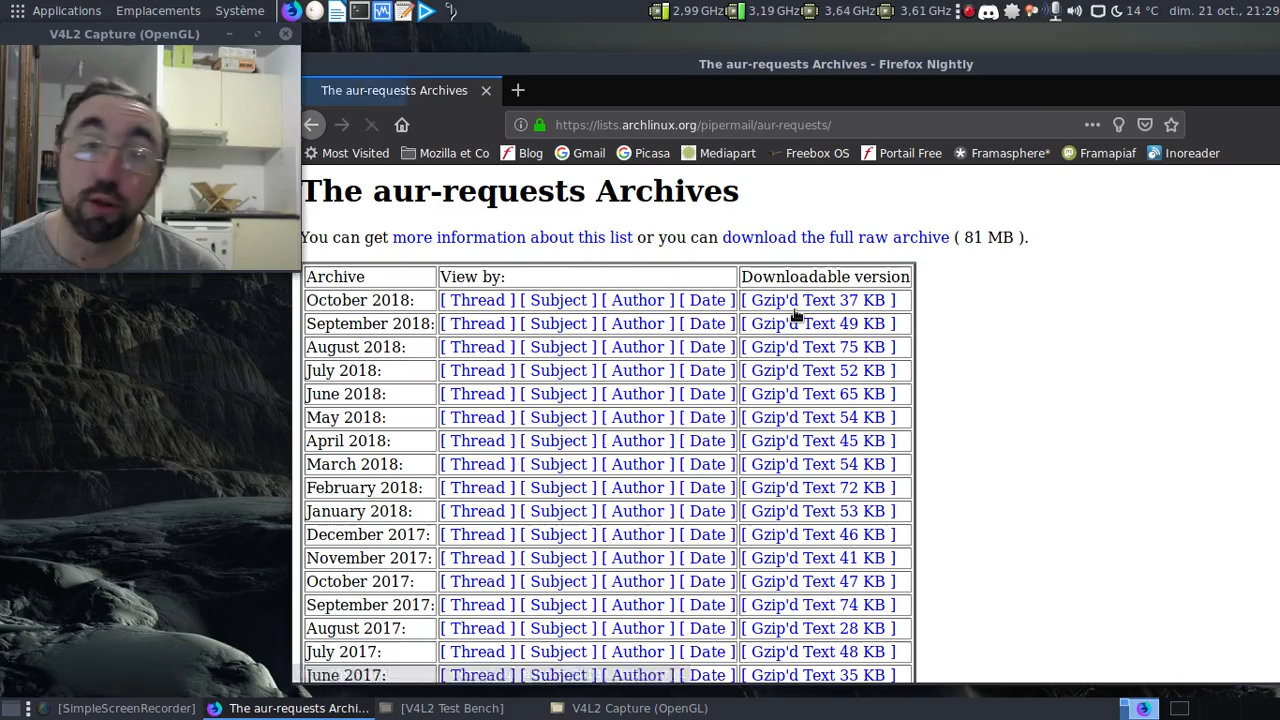 Applications Emplacements Système 2,99 GHz 3,19 GHz 3,64 GHz 3,61 GHz 14 °C dim. 21 oct., 21:29
V4L2 Capture (OpenGL)
The aur-requests Archives - Firefox Nightly
The aur-requests Archives
https://lists.archlinux.org/pipermail/aur-requests/
Most Visited Mozilla et Co Blog Gmail Picasa Mediapart Freebox OS Portail Free Framasphere* Framapiaf Inoreader
The aur-requests Archives
You can get more information about this list or you can download the full raw archive ( 81 MB ).
Archive View by: Downloadable version
October 2018: [ Thread ] [ Subject ] [ Author ] [ Date ] [ Gzip'd Text 37 KB ]
September 2018: [ Thread ] [ Subject ] [ Author ] [ Date ] [ Gzip'd Text 49 KB ]
August 2018: [ Thread ] [ Subject ] [ Author ] [ Date ] [ Gzip'd Text 75 KB ]
July 2018: [ Thread ] [ Subject ] [ Author ] [ Date ] [ Gzip'd Text 52 KB ]
June 2018: [ Thread ] [ Subject ] [ Author ] [ Date ] [ Gzip'd Text 65 KB ]
May 2018: [ Thread ] [ Subject ] [ Author ] [ Date ] [ Gzip'd Text 54 KB ]
April 2018: [ Thread ] [ Subject ] [ Author ] [ Date ] [ Gzip'd Text 45 KB ]
March 2018: [ Thread ] [ Subject ] [ Author ] [ Date ] [ Gzip'd Text 54 KB ]
February 2018: [ Thread ] [ Subject ] [ Author ] [ Date ] [ Gzip'd Text 72 KB ]
January 2018: [ Thread ] [ Subject ] [ Author ] [ Date ] [ Gzip'd Text 53 KB ]
December 2017: [ Thread ] [ Subject ] [ Author ] [ Date ] [ Gzip'd Text 46 KB ]
November 2017: [ Thread ] [ Subject ] [ Author ] [ Date ] [ Gzip'd Text 41 KB ]
October 2017: [ Thread ] [ Subject ] [ Author ] [ Date ] [ Gzip'd Text 47 KB ]
September 2017: [ Thread ] [ Subject ] [ Author ] [ Date ] [ Gzip'd Text 74 KB ]
August 2017: [ Thread ] [ Subject ] [ Author ] [ Date ] [ Gzip'd Text 28 KB ]
July 2017: [ Thread ] [ Subject ] [ Author ] [ Date ] [ Gzip'd Text 48 KB ]
June 2017: [ Thread ] [ Subject ] [ Author ] [ Date ] [ Gzip'd Text 35 KB ]
[SimpleScreenRecorder] The aur-requests Archi... [V4L2 Test Bench] V4L2 Capture (OpenGL)